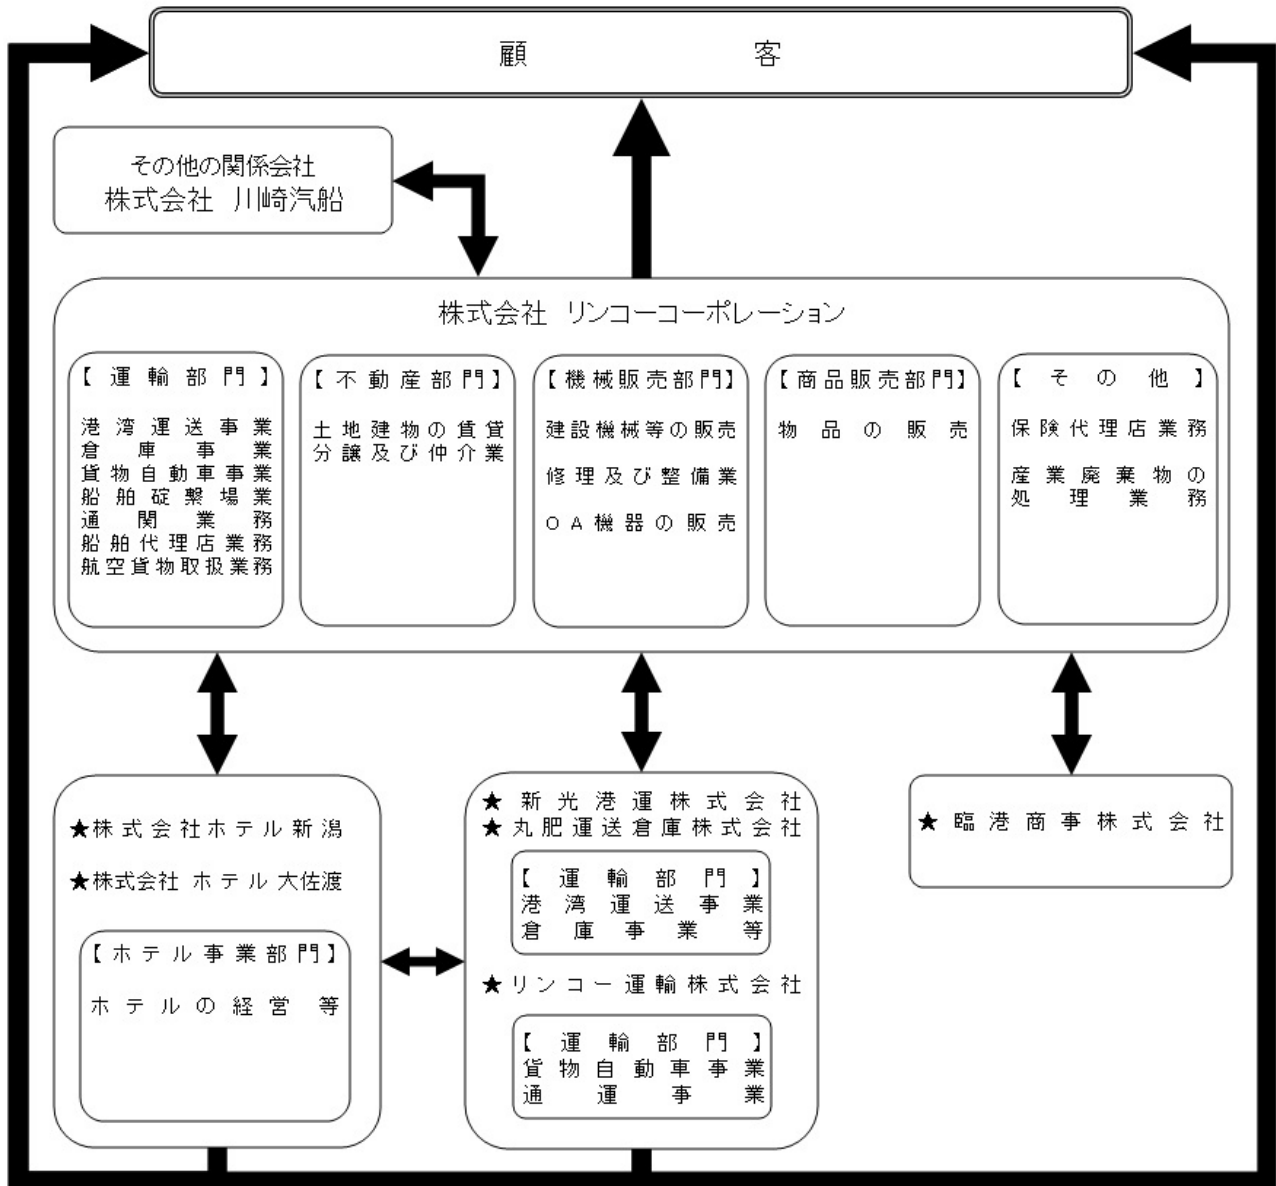 顧客
その他の関係会社
株式会社 川崎汽船
株式会社 リンコーコーポレーション
【運輸部門】
港湾運送事業
倉庫事業
貨物自動車事業
船舶碇繋場業
通関業務
船舶代理店業務
航空貨物取扱業務
【不動産部門】
土地建物の賃貸
分譲及び仲介業
【機械販売部門】
建設機械等の販売
修理及び整備業
OA機器の販売
【商品販売部門】
物品の販売
【その他】
保険代理店業務
産業廃棄物の
処理業務
★株式会社ホテル新潟
★株式会社 ホテル大佐渡
【ホテル事業部門】
ホテルの経営等
★新光港運株式会社
★丸肥運送倉庫株式会社
【運輸部門】
港湾運送事業
倉庫事業等
★リンコー運輸株式会社
【運輸部門】
貨物自動車事業
通運事業
★臨港商事株式会社